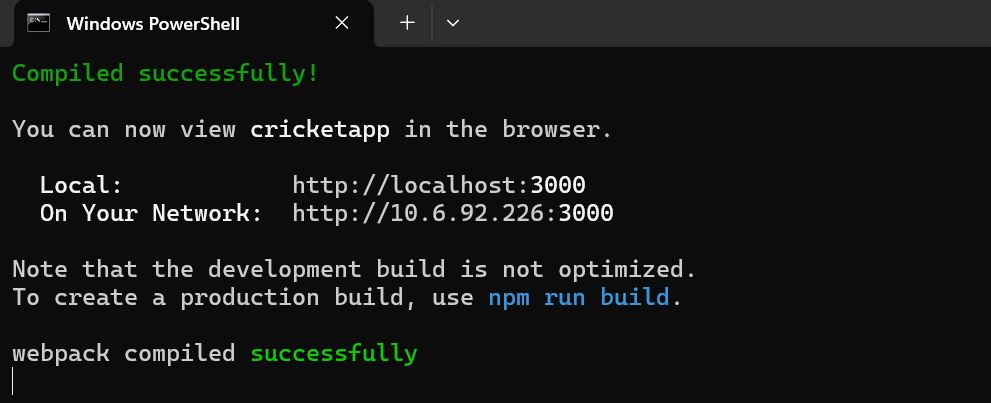 Windows PowerShell
Compiled successfully!
You can now view cricketapp in the browser.
Local: http://localhost:3000
On Your Network: http://10.6.92.226:3000
Note that the development build is not optimized.
To create a production build, use npm run build.
webpack compiled successfully